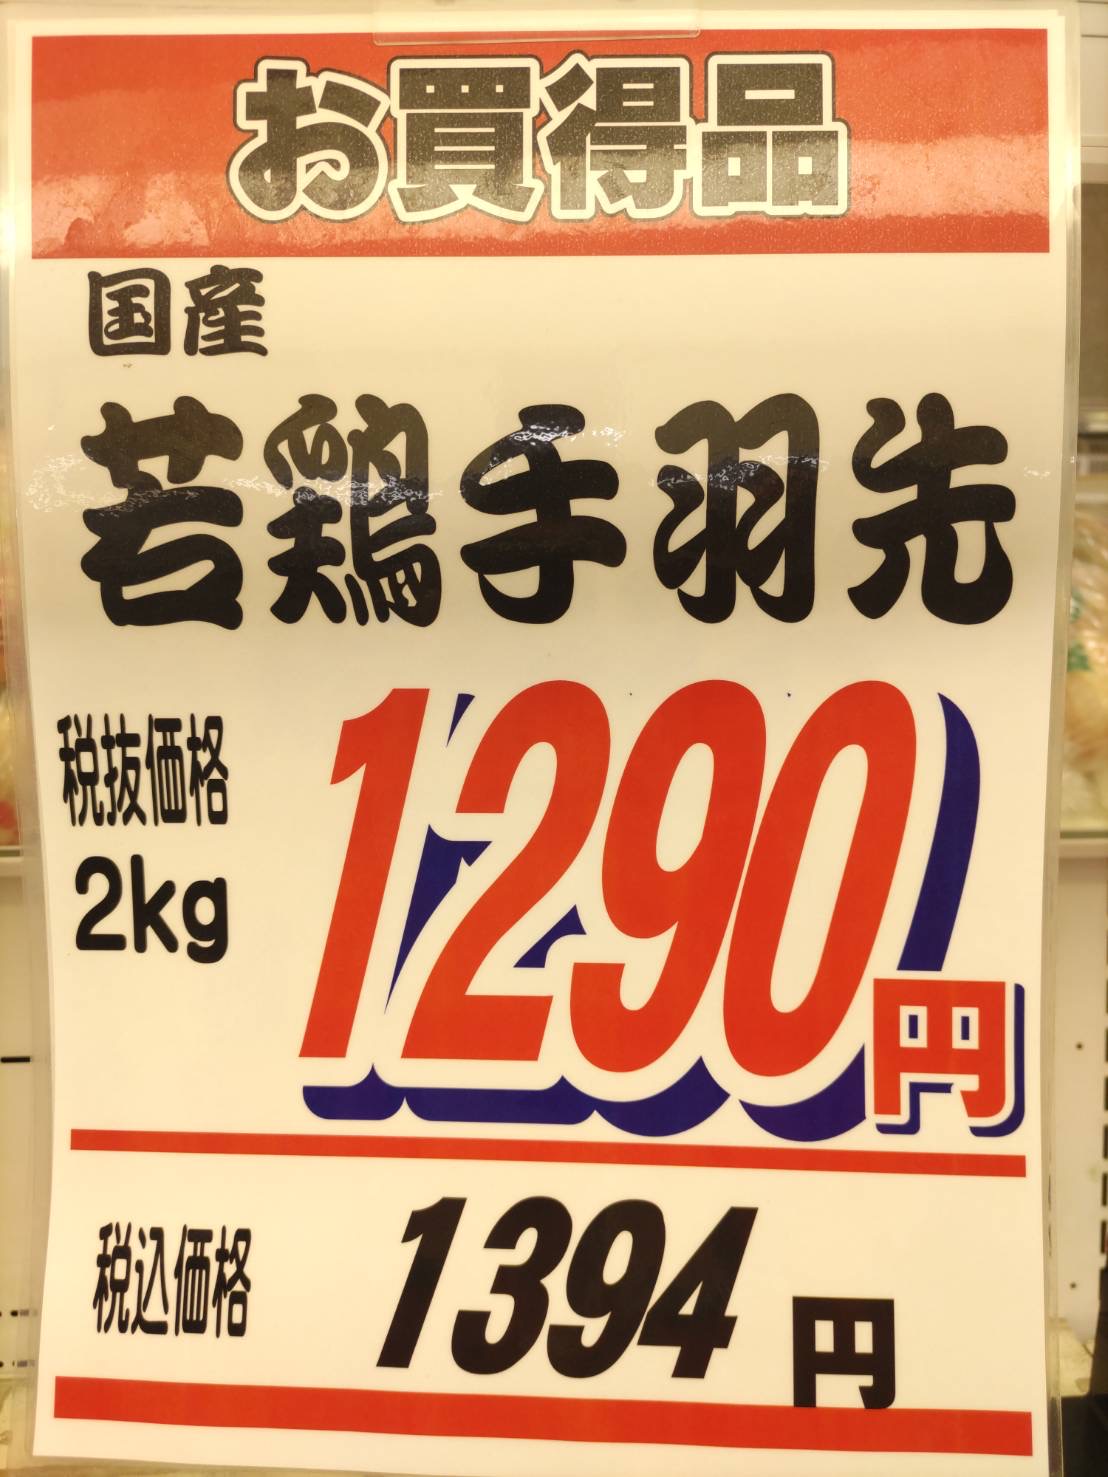 お買得品
国産
若鶏手羽先
税抜価格
2kg
1290円
税込価格
1394円